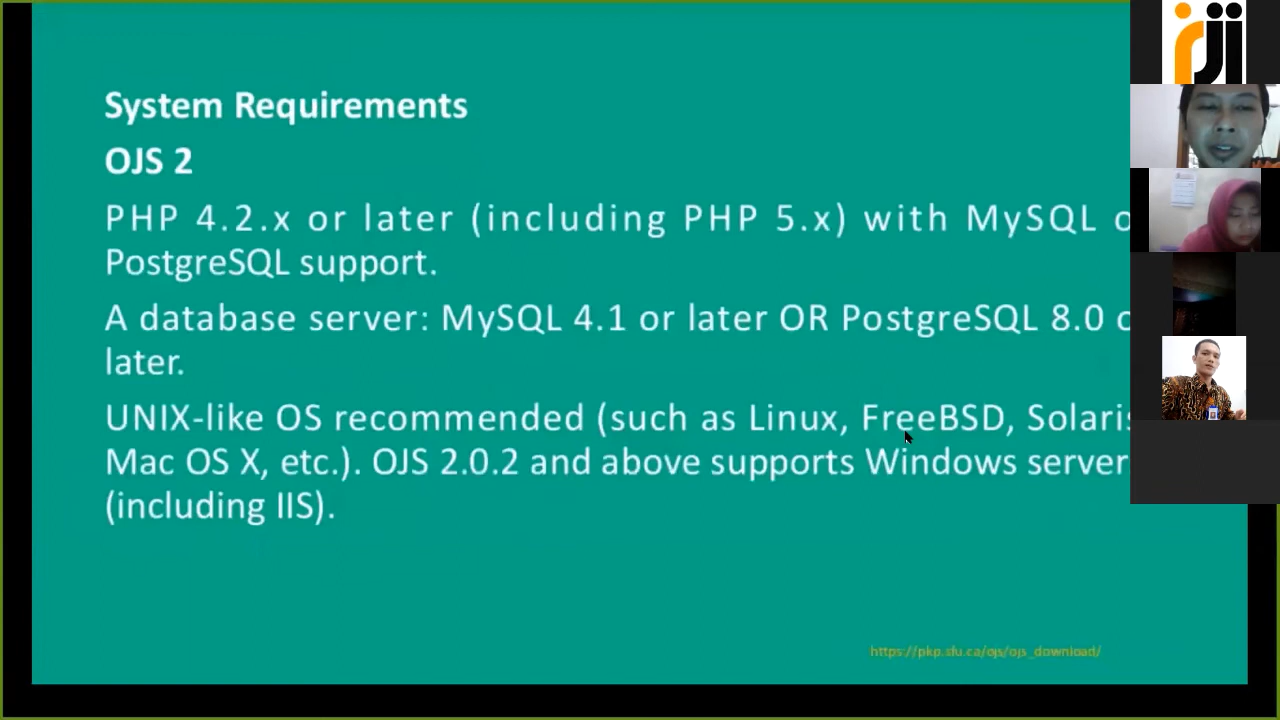 System Requirements
OJS 2
PHP 4.2.x or later (including PHP 5.x) with MySQL
PostgreSQL support.
A database server: MySQL 4.1 or later OR PostgreSQL 8.0
later.
UNIX-like OS recommended (such as Linux, FreeBSD, Solaris
Mac OS X, etc.). OJS 2.0.2 and above supports Windows server
(including IIS).
https://pkp.sfu.ca/ojs/ojs_download/
rji